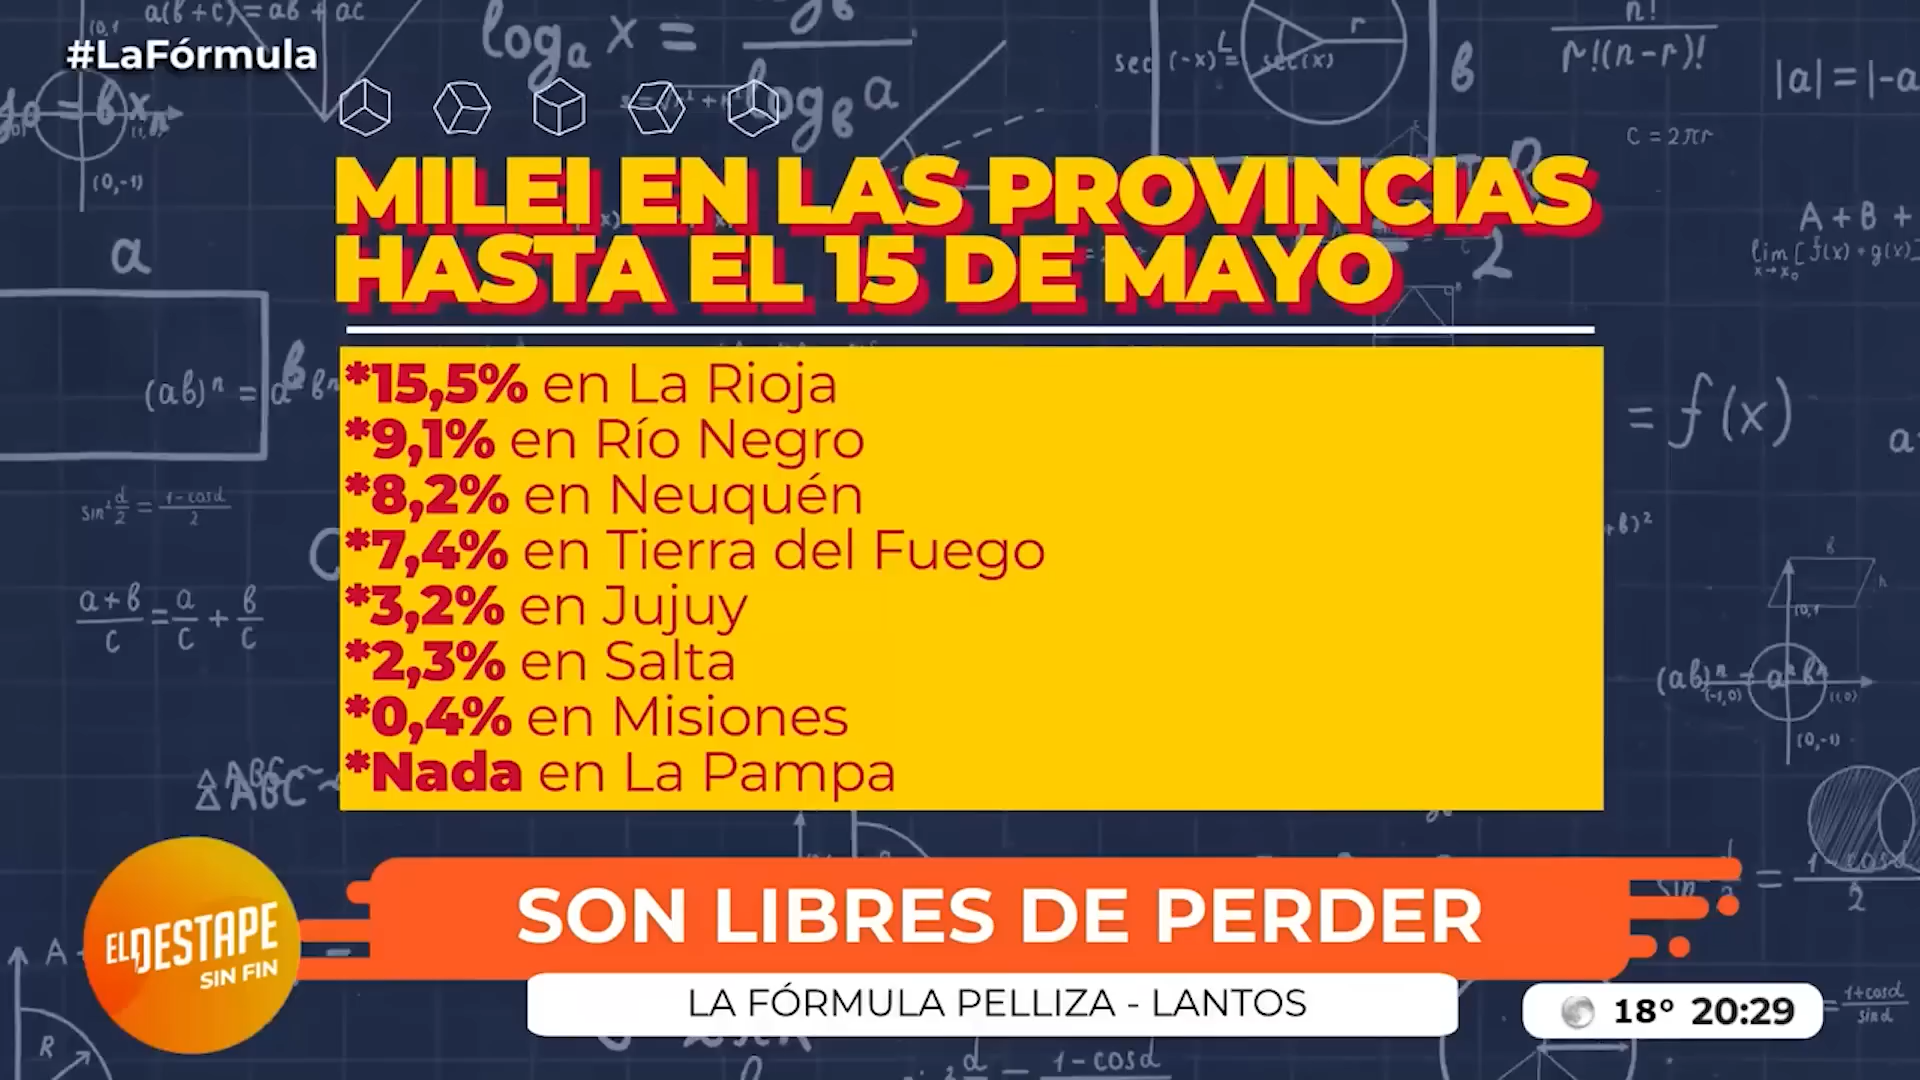 #LaFórmula
MILEI EN LAS PROVINCIAS
HASTA EL 15 DE MAYO
*15,5% en La Rioja
*9,1% en Río Negro
*8,2% en Neuquén
*7,4% en Tierra del Fuego
*3,2% en Jujuy
*2,3% en Salta
*0,4% en Misiones
*Nada en La Pampa
EL DESTAPE
SIN FIN
SON LIBRES DE PERDER
LA FÓRMULA PELLIZA - LANTOS
18° 20:29